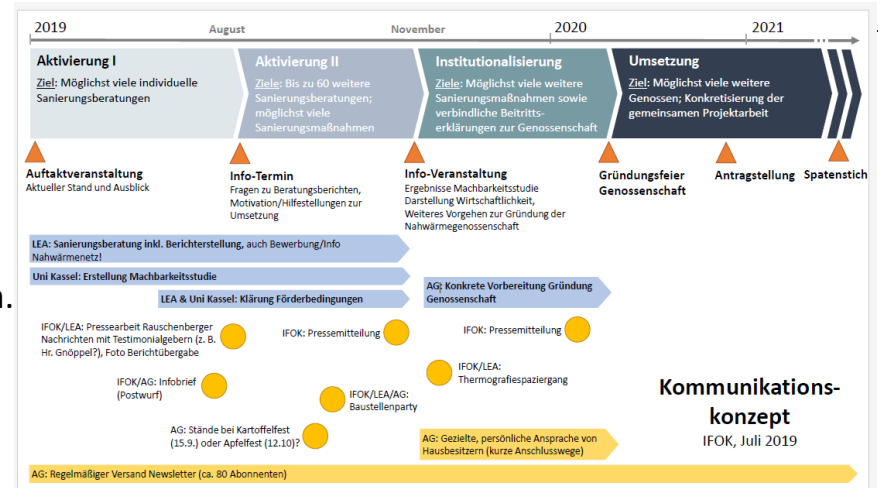 2019
August
November
2020
2021
Aktivierung I
Ziel: Möglichst viele individuelle
Sanierungsberatungen
Aktivierung II
Ziele: Bis zu 60 weitere
Sanierungsberatungen;
möglichst viele
Sanierungsmaßnahmen
Institutionalisierung
Ziele: Möglichst viele weitere
Sanierungsmaßnahmen sowie
verbindliche Beitritts-
erklärungen zur Genossenschaft
Umsetzung
Ziel: Möglichst viele weitere
Genossen; Konkretisierung der
gemeinsamen Projektarbeit
Auftaktveranstaltung
Aktueller Stand und Ausblick
Info-Termin
Fragen zu Beratungsberichten,
Motivation/Hilfestellungen zur
Umsetzung
Info-Veranstaltung
Ergebnisse Machbarkeitsstudie
Darstellung Wirtschaftlichkeit,
Weiteres Vorgehen zur Gründung der
Nahwärmegenossenschaft
Gründungsfeier
Genossenschaft
Antragstellung
Spatenstich
LEA: Sanierungsberatung inkl. Berichterstellung, auch Bewerbung/Info
Nahwärmenetz!
Uni Kassel: Erstellung Machbarkeitsstudie
LEA & Uni Kassel: Klärung Förderbedingungen
AG: Konkrete Vorbereitung Gründung
Genossenschaft
IFOK/LEA: Pressearbeit Rauschenberger
Nachrichten mit Testimonialgebern (z. B.
Hr. Gnöppel?), Foto Berichtübergabe
IFOK: Pressemitteilung
IFOK: Pressemitteilung
IFOK/AG: Infobrief
(Postwurf)
IFOK/LEA/AG:
Baustellenparty
IFOK/LEA:
Thermografiespaziergang
AG: Stände bei Kartoffelfest
(15.9.) oder Apfelfest (12.10)?
AG: Gezielte, persönliche Ansprache von
Hausbesitzern (kurze Anschlusswege)
Kommunikations-
konzept
IFOK, Juli 2019
AG: Regelmäßiger Versand Newsletter (ca. 80 Abonnenten)